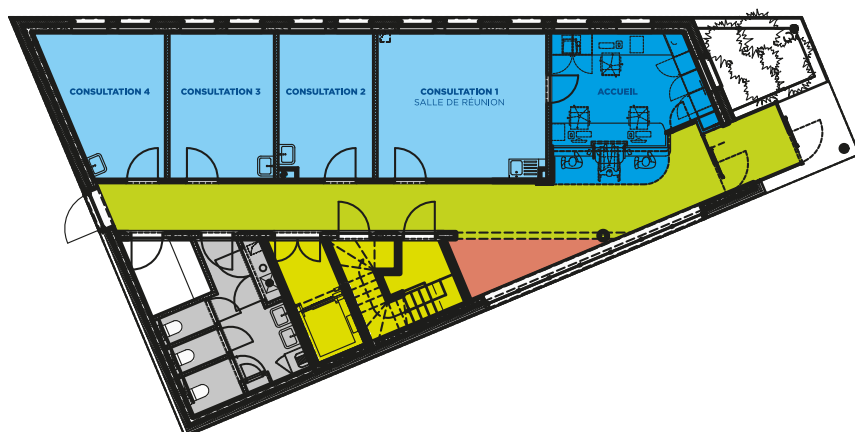 CONSULTATION 4
CONSULTATION 3
CONSULTATION 2
CONSULTATION 1
SALLE DE RÉUNION
ACCUEIL